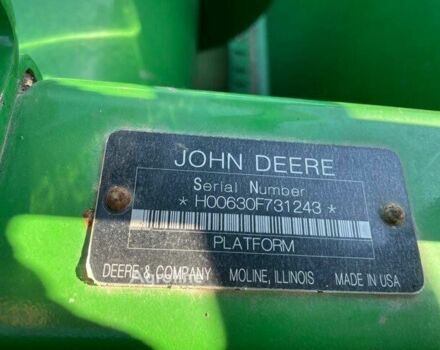 JOHN DEERE
Serial Number
* H00630F731243 *
PLATFORM
DEERE & COMPANY MOLINE, ILLINOIS MADE IN USA